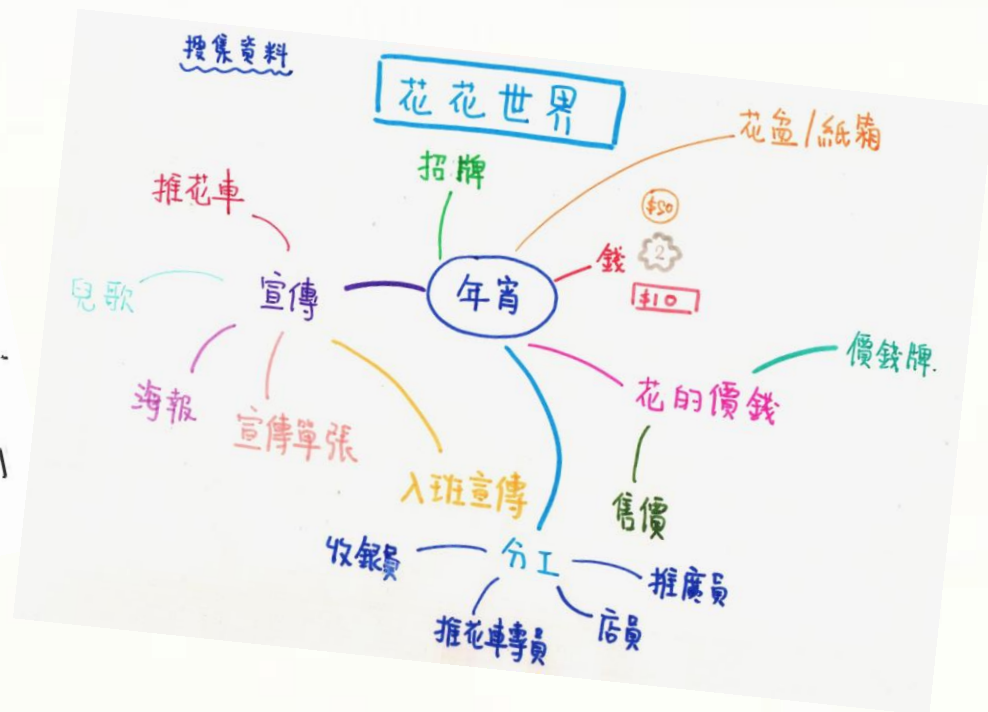 搜集資料
花花世界
花盆/紙箱
招牌
推花車
$50
錢
2
$10
兒歌
宣傳
年宵
價錢牌.
花的價錢
海報
宣傳單張
入班宣傳
售價
收銀員
分工
推廣員
推花車專員
店員